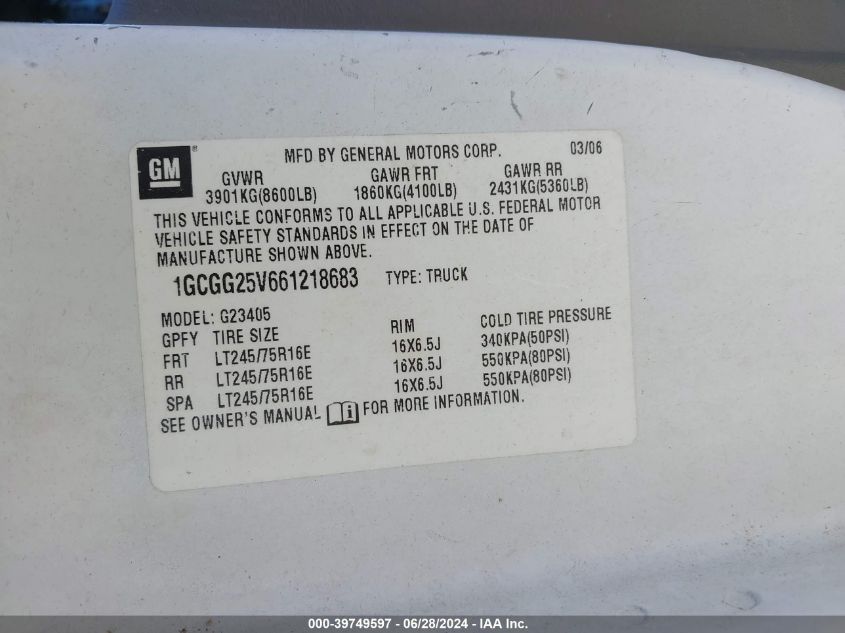 GM® MFD BY GENERAL MOTORS CORP. 03/06
GVWR GAWR FRT GAWR RR
3901KG(8600LB) 1860KG(4100LB) 2431KG(5360LB)
THIS VEHICLE CONFORMS TO ALL APPLICABLE U.S. FEDERAL MOTOR
VEHICLE SAFETY STANDARDS IN EFFECT ON THE DATE OF
MANUFACTURE SHOWN ABOVE.
1GCGG25V661218683 TYPE: TRUCK
MODEL: G23405
GPFY TIRE SIZE RIM COLD TIRE PRESSURE
FRT LT245/75R16E 16X6.5J 340KPA(50PSI)
RR LT245/75R16E 16X6.5J 550KPA(80PSI)
SPA LT245/75R16E 16X6.5J 550KPA(80PSI)
SEE OWNER'S MANUAL i FOR MORE INFORMATION.
000-39749597 - 06/28/2024 - IAA Inc.